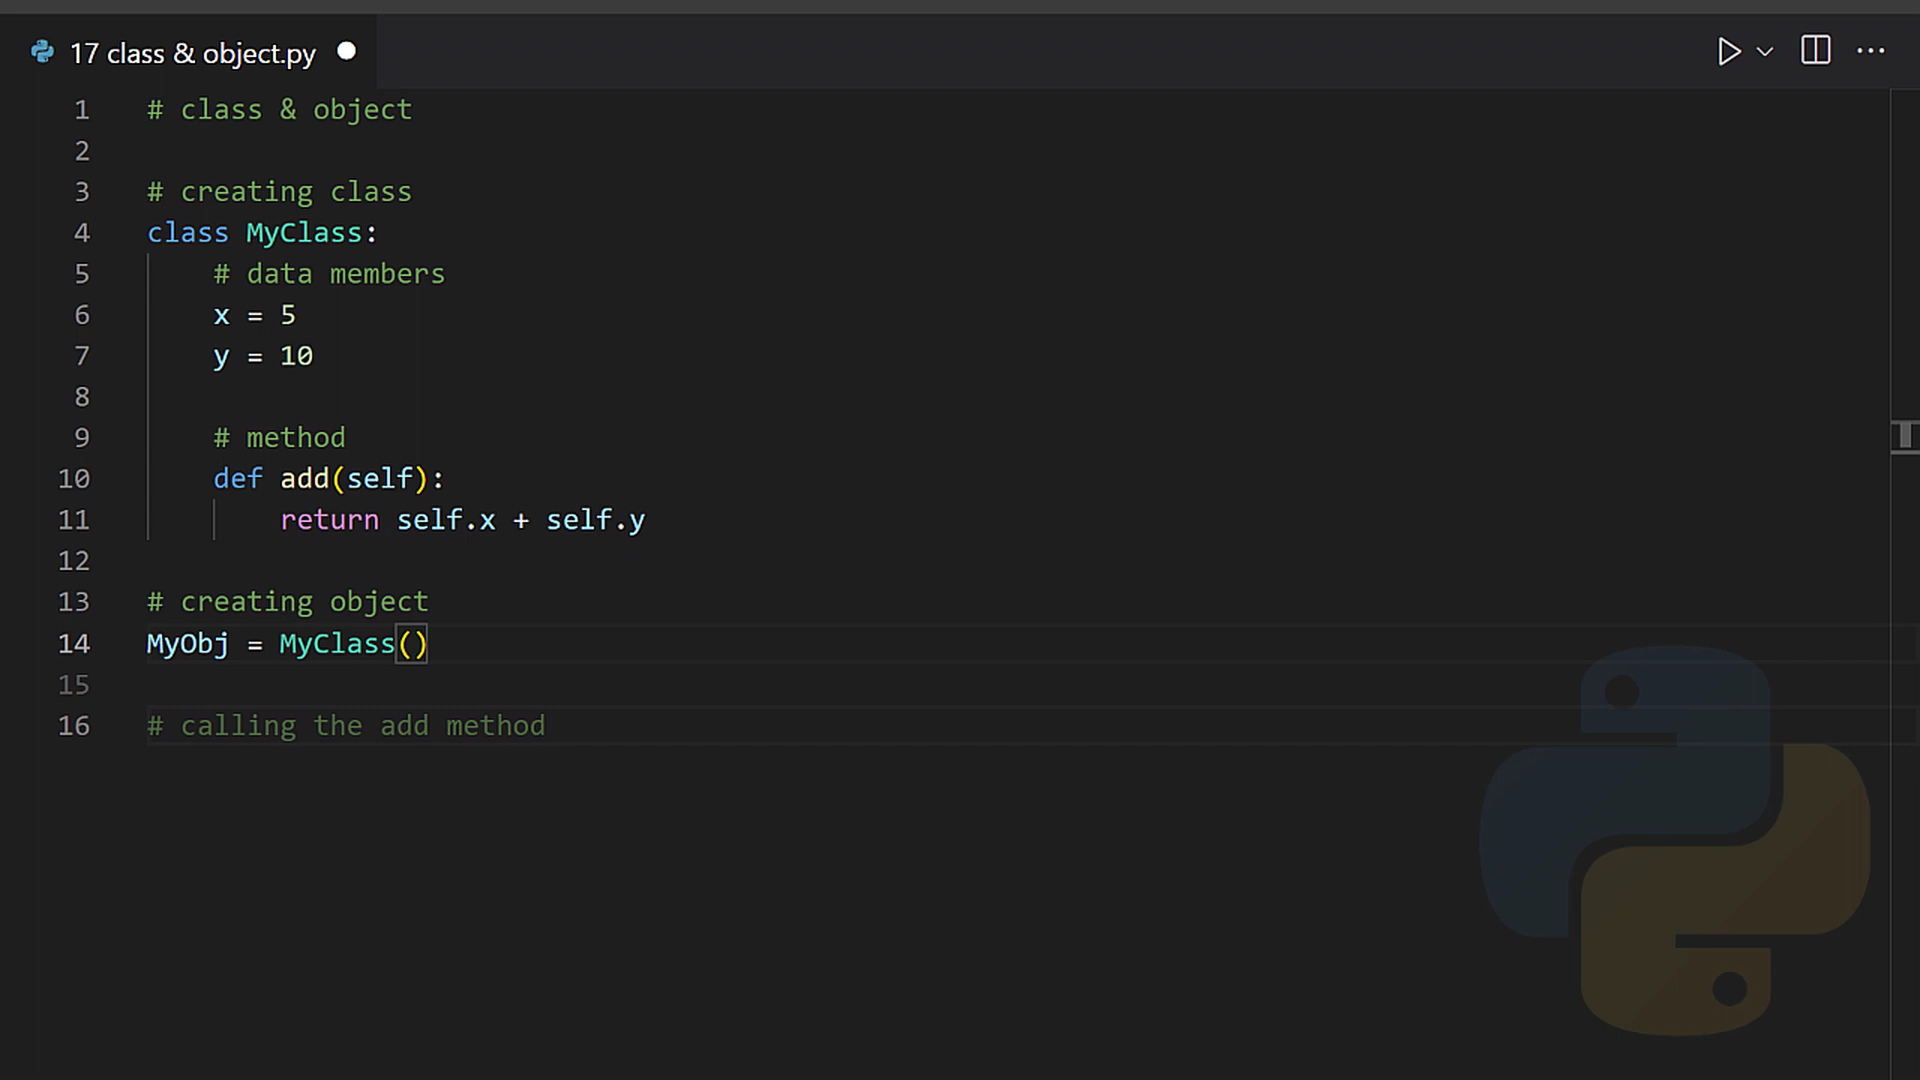 17 class & object.py
1 # class & object
2
3 # creating class
4 class MyClass:
5     # data members
6     x = 5
7     y = 10
8
9     # method
10     def add(self):
11         return self.x + self.y
12
13 # creating object
14 MyObj = MyClass()
15
16 # calling the add method